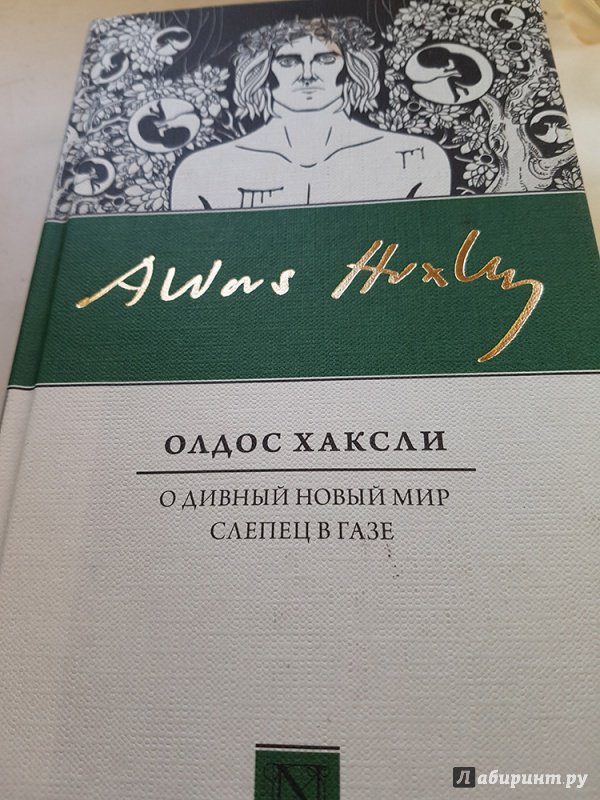 Aldous Huxley
ОЛДОС ХАКСЛИ
О ДИВНЫЙ НОВЫЙ МИР
СЛЕПЕЦ В ГАЗЕ
N
Лабиринт.ру